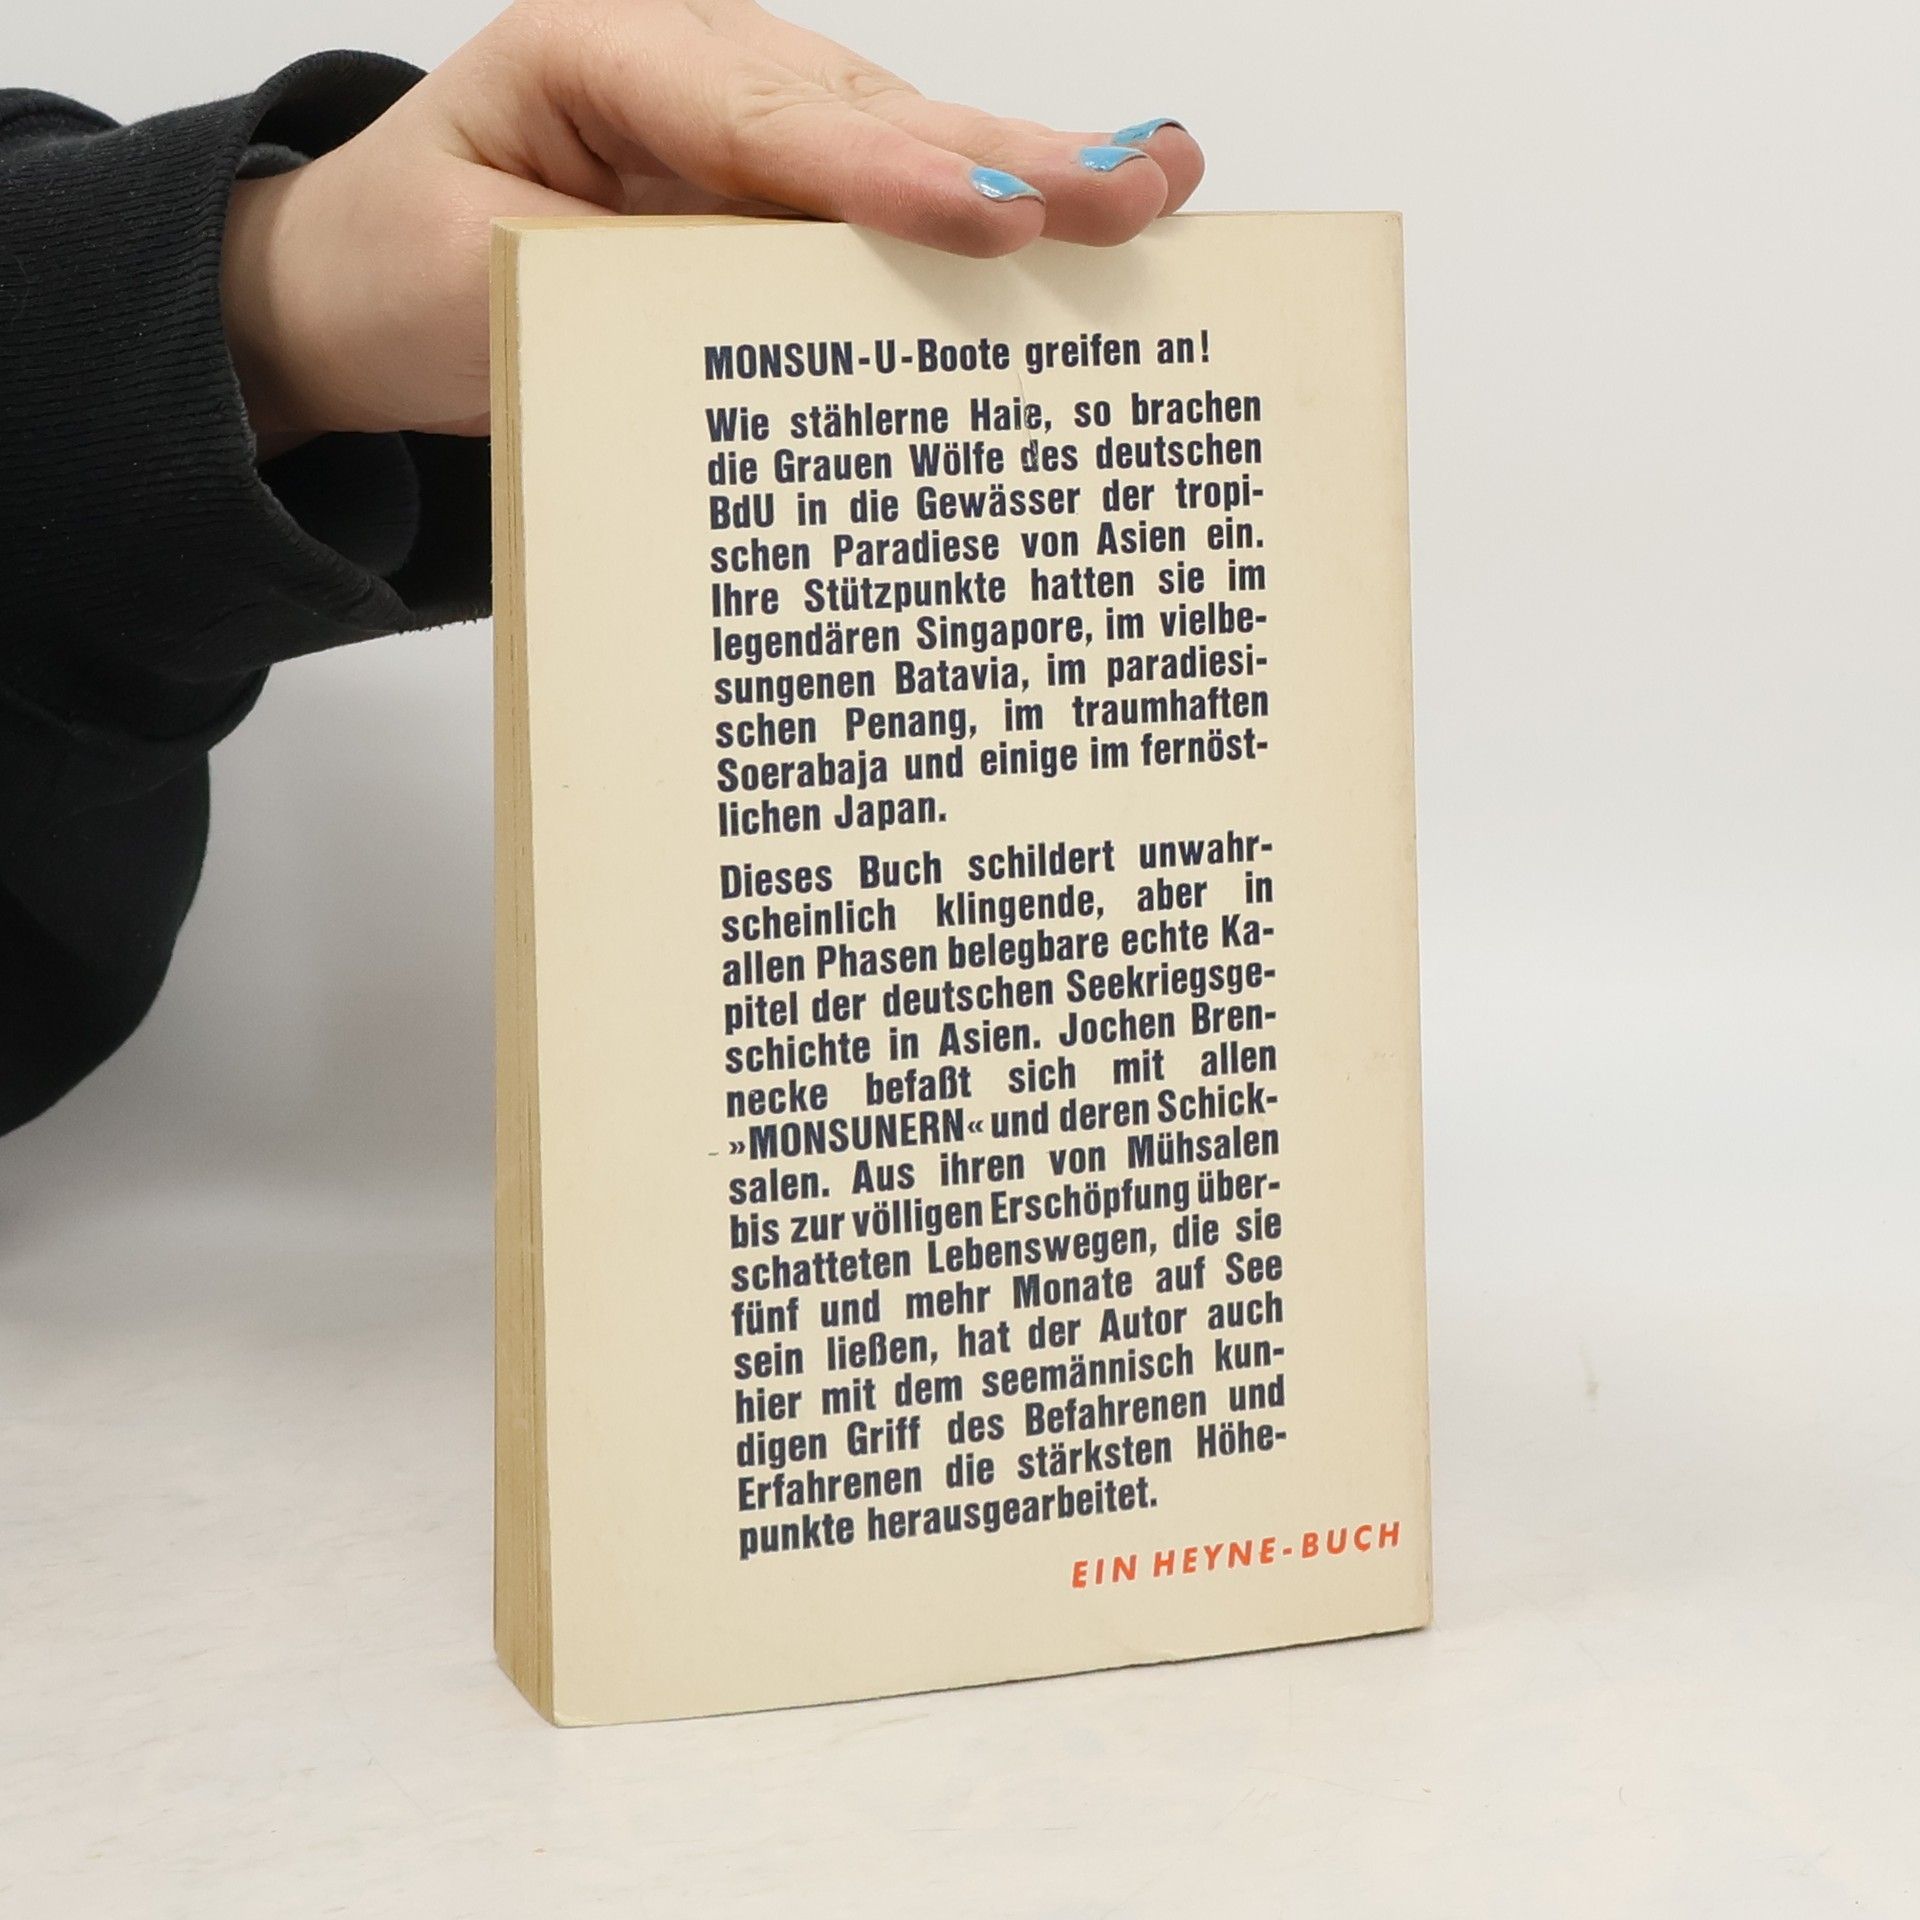 MONSUN-U-Boote greifen an!
Wie stählerne Haie, so brachen
die Grauen Wölfe des deutschen
BdU in die Gewässer der tropi-
schen Paradiese von Asien ein.
Ihre Stützpunkte hatten sie im
legendären Singapore, im vielbe-
sungenen Batavia, im paradiesi-
schen Penang, im traumhaften
Soerabaja und einige im fernöst-
lichen Japan.
Dieses Buch schildert unwahr-
scheinlich klingende, aber in
allen Phasen belegbare echte Ka-
pitel der deutschen Seekriegsge-
schichte in Asien. Jochen Bren-
necke befaßt sich mit allen
»MONSUNERN« und deren Schick-
salen. Aus ihren von Mühsalen
bis zur völligen Erschöpfung über-
schatteten Lebenswegen, die sie
fünf und mehr Monate auf See
sein ließen, hat der Autor auch
hier mit dem seemännisch kun-
digen Griff des Befahrenen und
Erfahrenen die stärksten Höhe-
punkte herausgearbeitet.
EIN HEYNE-BUCH